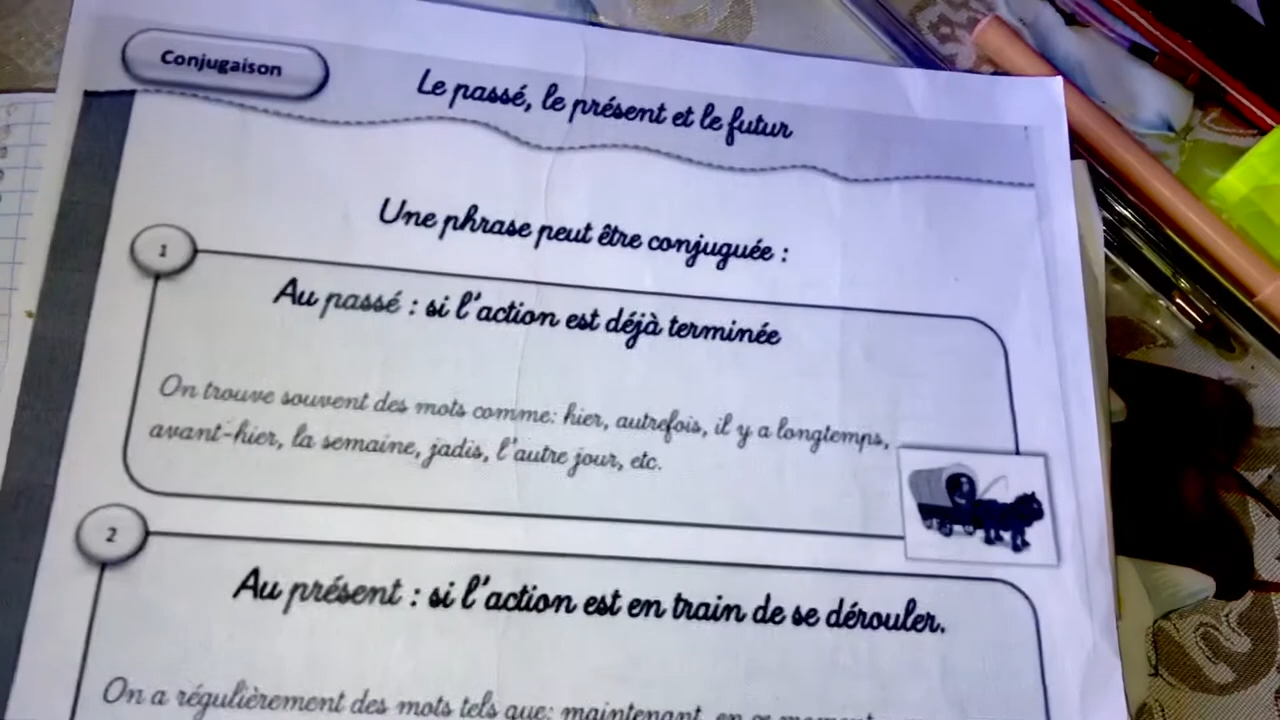 Conjugaison
Le passé, le présent et le futur
Une phrase peut être conjuguée :
1
Au passé : si l'action est déjà terminée
On trouve souvent des mots comme: hier, autrefois, il y a longtemps,
avant-hier, la semaine, jadis, l'autre jour, etc.
2
Au présent : si l'action est en train de se dérouler.
On a régulièrement des mots tels que: maintenant, en ce moment